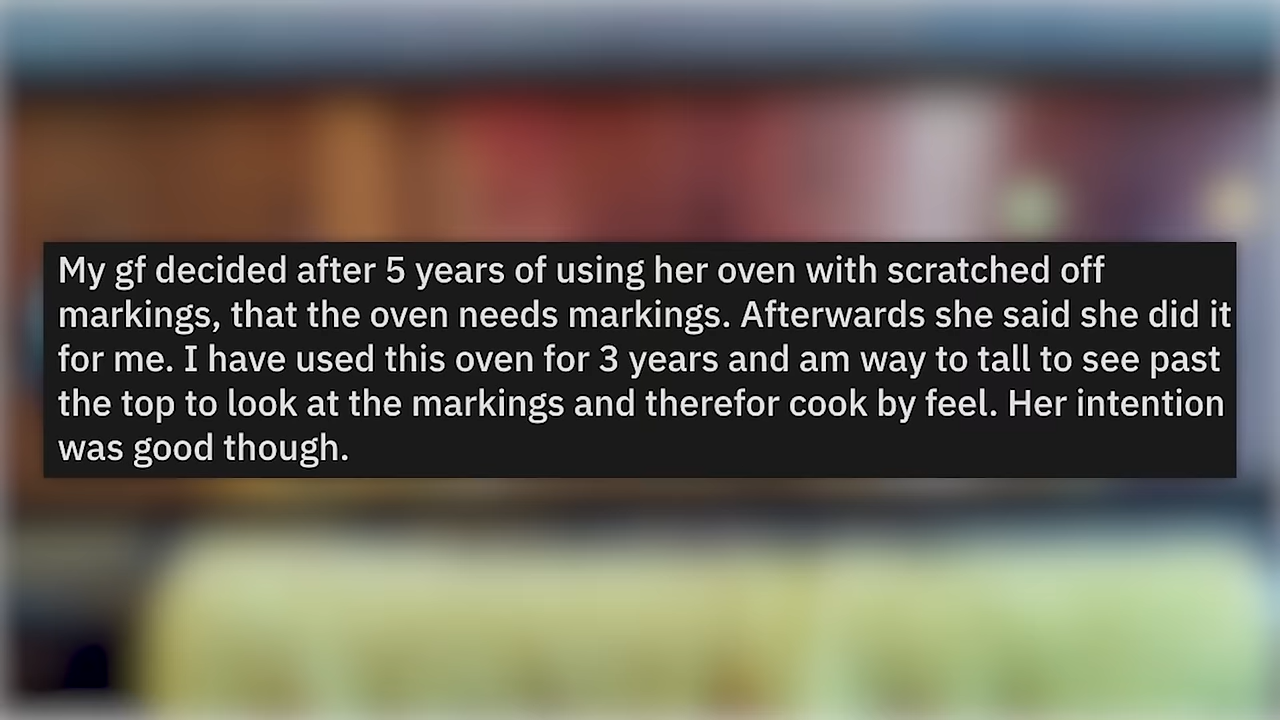 My gf decided after 5 years of using her oven with scratched off
markings, that the oven needs markings. Afterwards she said she did it
for me. I have used this oven for 3 years and am way to tall to see past
the top to look at the markings and therefor cook by feel. Her intention
was good though.